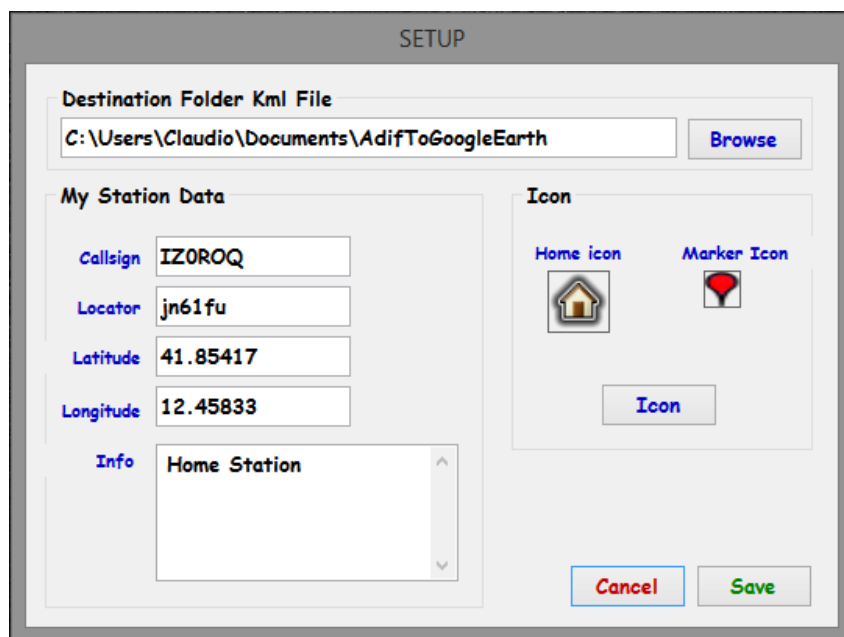 SETUP
Destination Folder Kml File
C:\Users\Claudio\Documents\AdifToGoogleEarth
Browse
My Station Data
Callsign IZ0ROQ
Locator jn61fu
Latitude 41.85417
Longitude 12.45833
Info Home Station
Icon
Home icon Marker Icon
Icon
Cancel Save